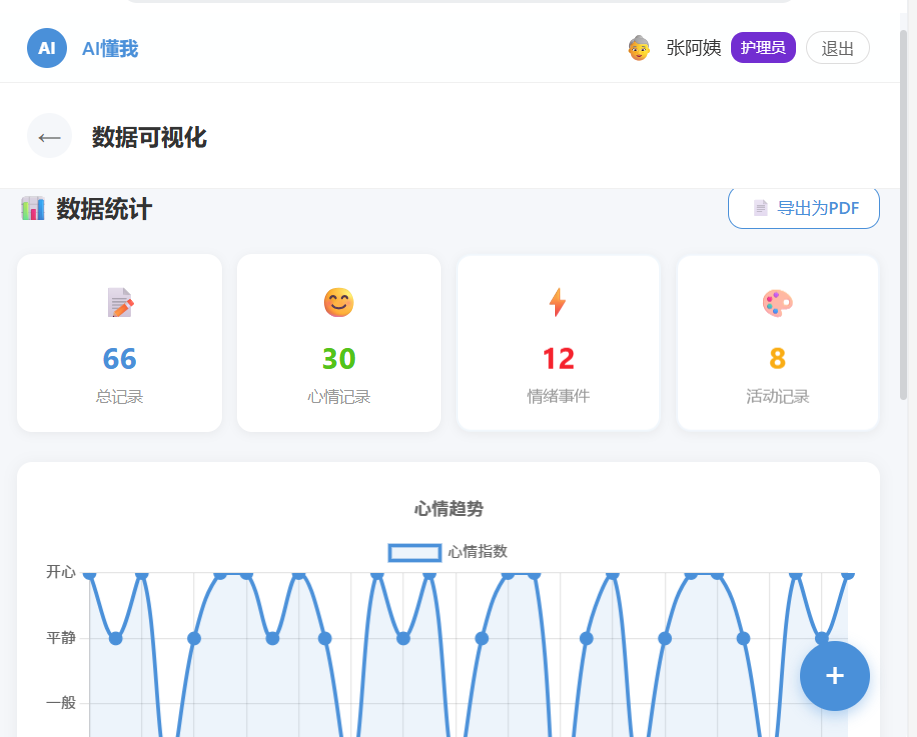 AI AI懂我 张阿姨 护理员 退出
← 数据可视化
数据统计 导出为PDF
66 30 12 8
总记录 心情记录 情绪事件 活动记录
心情趋势
心情指数
开心
平静
+
一般